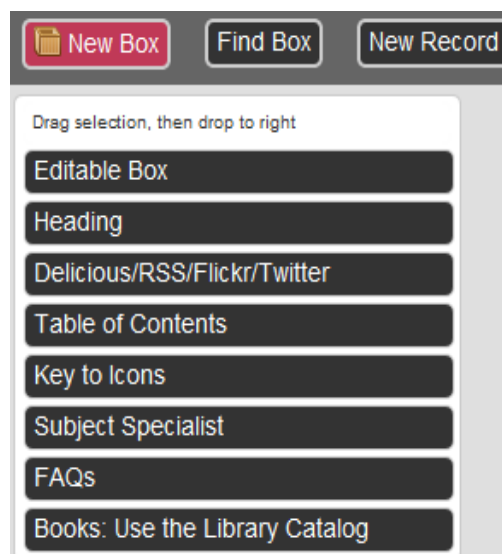 New Box Find Box New Record
Drag selection, then drop to right
Editable Box
Heading
Delicious/RSS/Flickr/Twitter
Table of Contents
Key to Icons
Subject Specialist
FAQs
Books: Use the Library Catalog